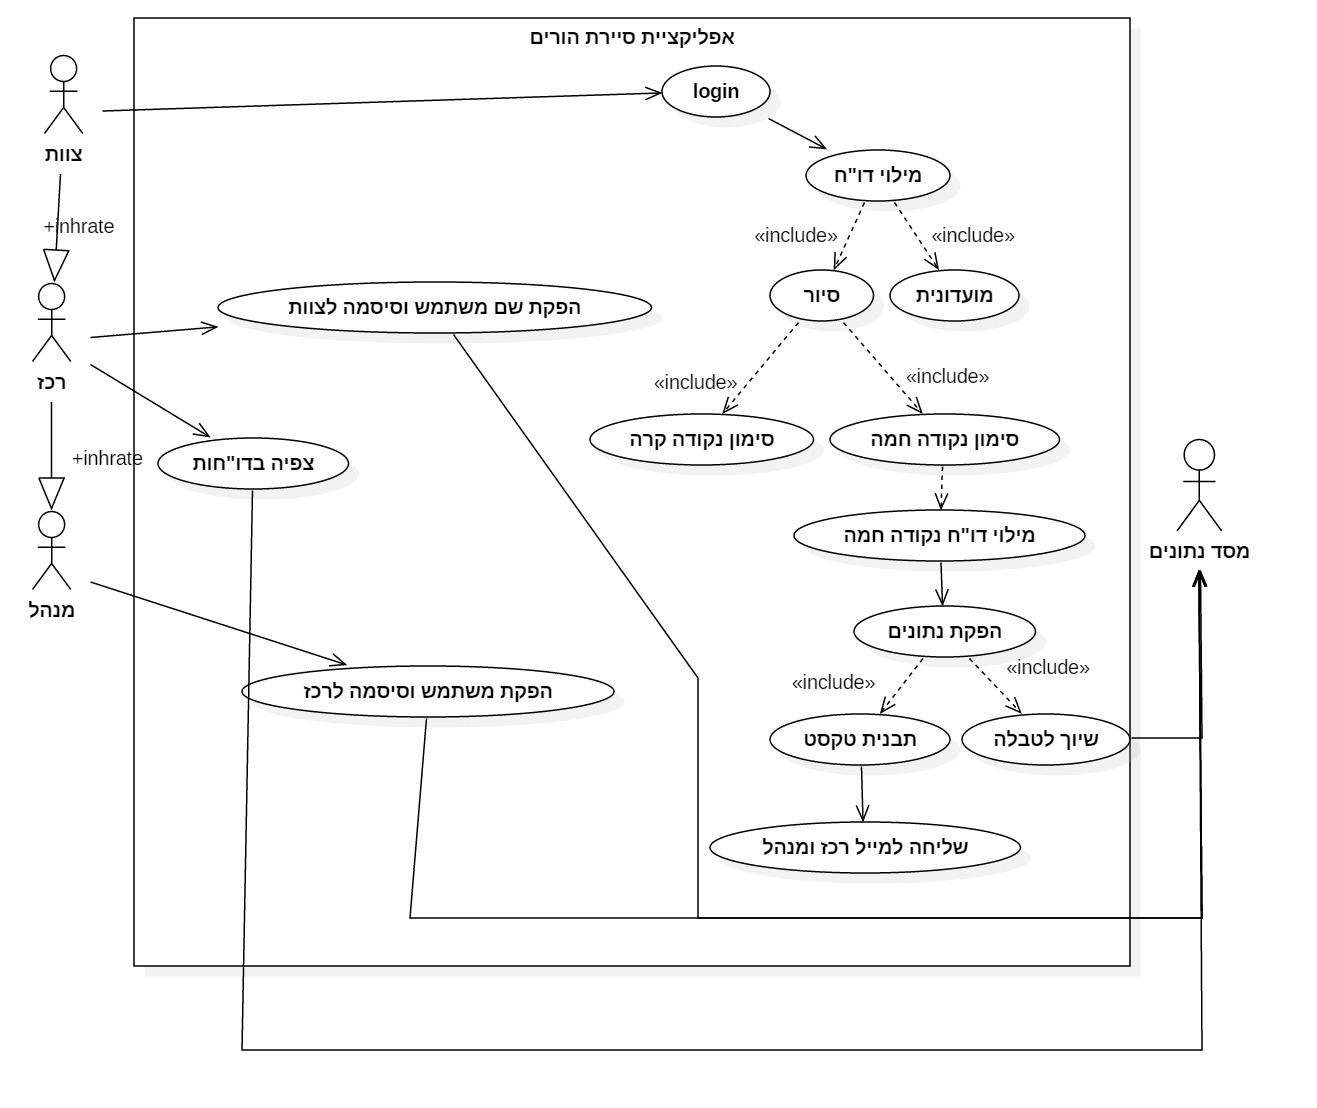 אפליקציית סיירת הורים
login
צוות
מילוי דו"ח
+inhrate
«include»
«include»
סיור
מועדונית
הפקת שם משתמש וסיסמה לצוות
רכז
«include»
«include»
סימון נקודה קרה
סימון נקודה חמה
+inhrate
צפיה בדו"חות
מילוי דו"ח נקודה חמה
מסד נתונים
מנהל
הפקת נתונים
«include»
«include»
הפקת משתמש וסיסמה לרכז
תבנית טקסט
שיוך לטבלה
שליחה למייל רכז ומנהל